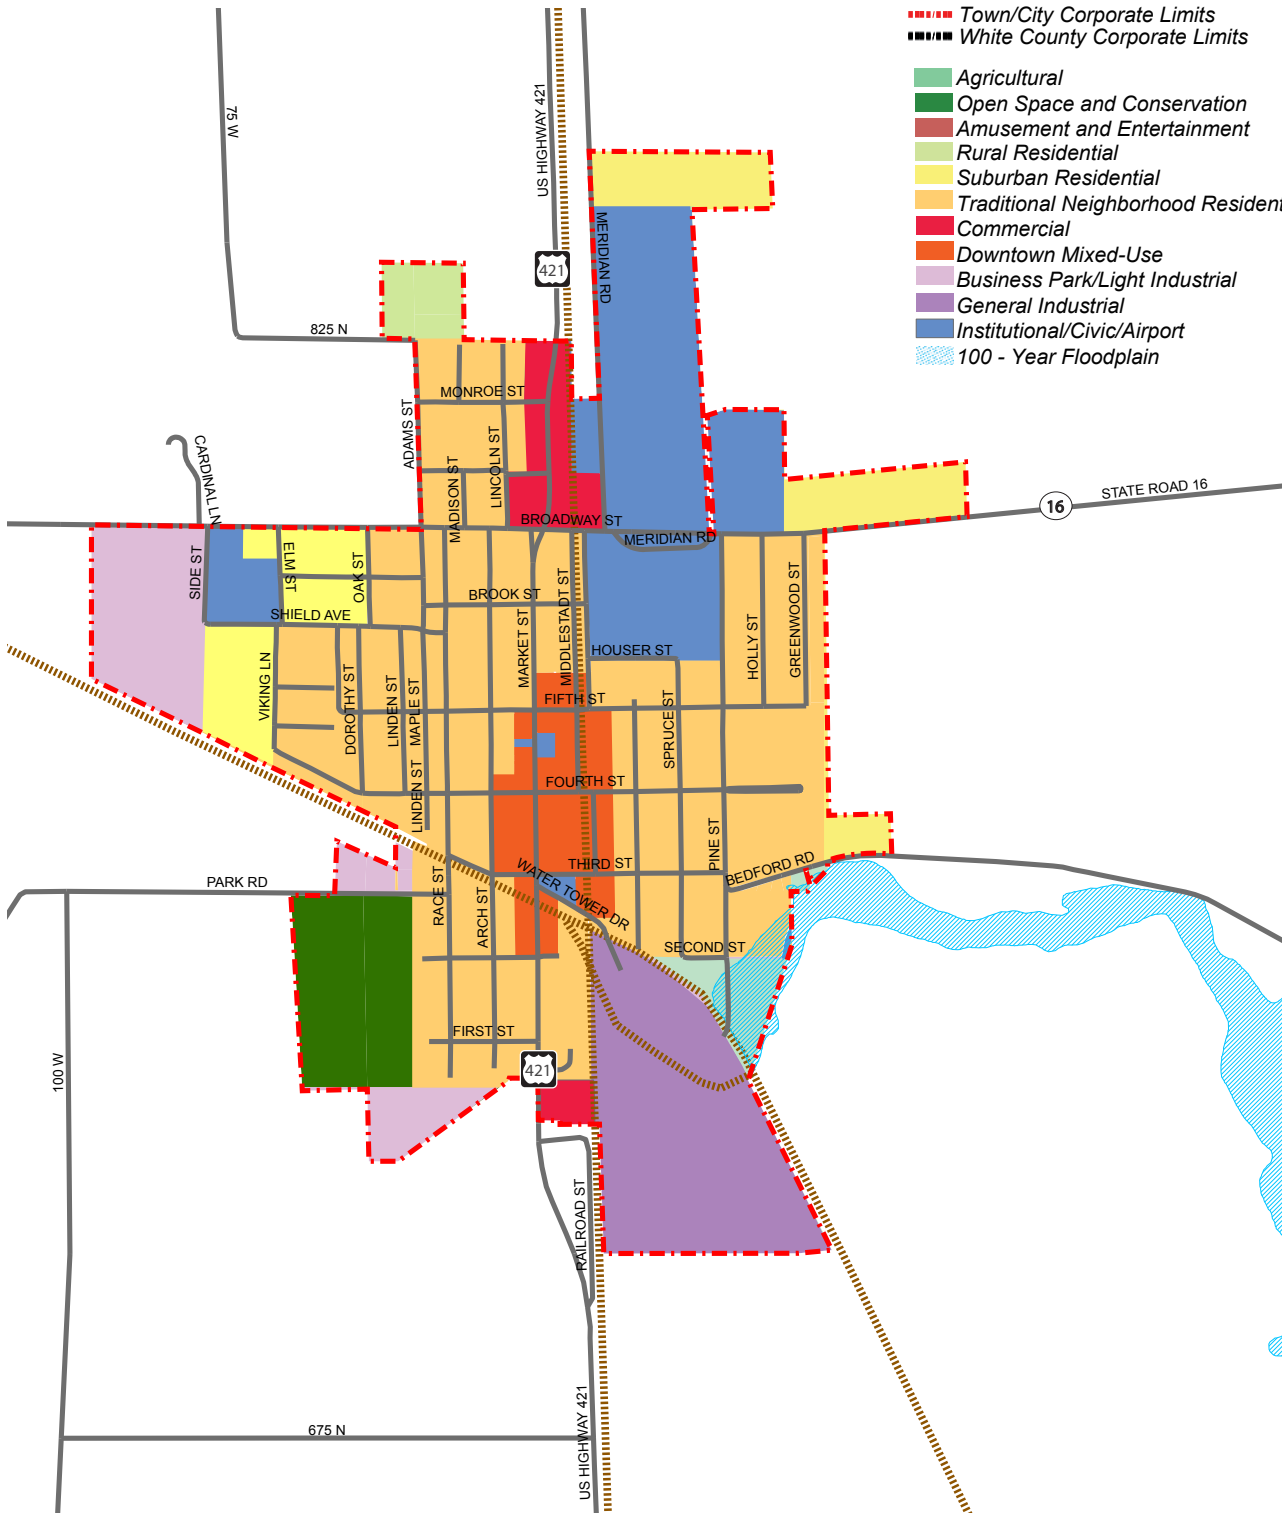 Town/City Corporate Limits
White County Corporate Limits
Agricultural
Open Space and Conservation
Amusement and Entertainment
Rural Residential
Suburban Residential
Traditional Neighborhood Resident
Commercial
Downtown Mixed-Use
Business Park/Light Industrial
General Industrial
Institutional/Civic/Airport
100 - Year Floodplain
75 W
US HIGHWAY 421
MERIDIAN RD
421
825 N
MONROE ST
ADAMS ST
LINCOLN ST
MADISON ST
CARDINAL LN
BROADWAY ST
MERIDIAN RD
16
STATE ROAD 16
SIDE ST
ELM ST
OAK ST
BROOK ST
SHIELD AVE
MARKET ST
MIDDLESTADT ST
HOUSER ST
HOLLY ST
GREENWOOD ST
VIKING LN
DOROTHY ST
LINDEN ST
MAPLE ST
FIFTH ST
SPRUCE ST
LINDEN ST
FOURTH ST
PINE ST
THIRD ST
BEDFORD RD
WATER TOWER DR
PARK RD
RACE ST
ARCH ST
SECOND ST
FIRST ST
421
100 W
RAILROAD ST
675 N
US HIGHWAY 421